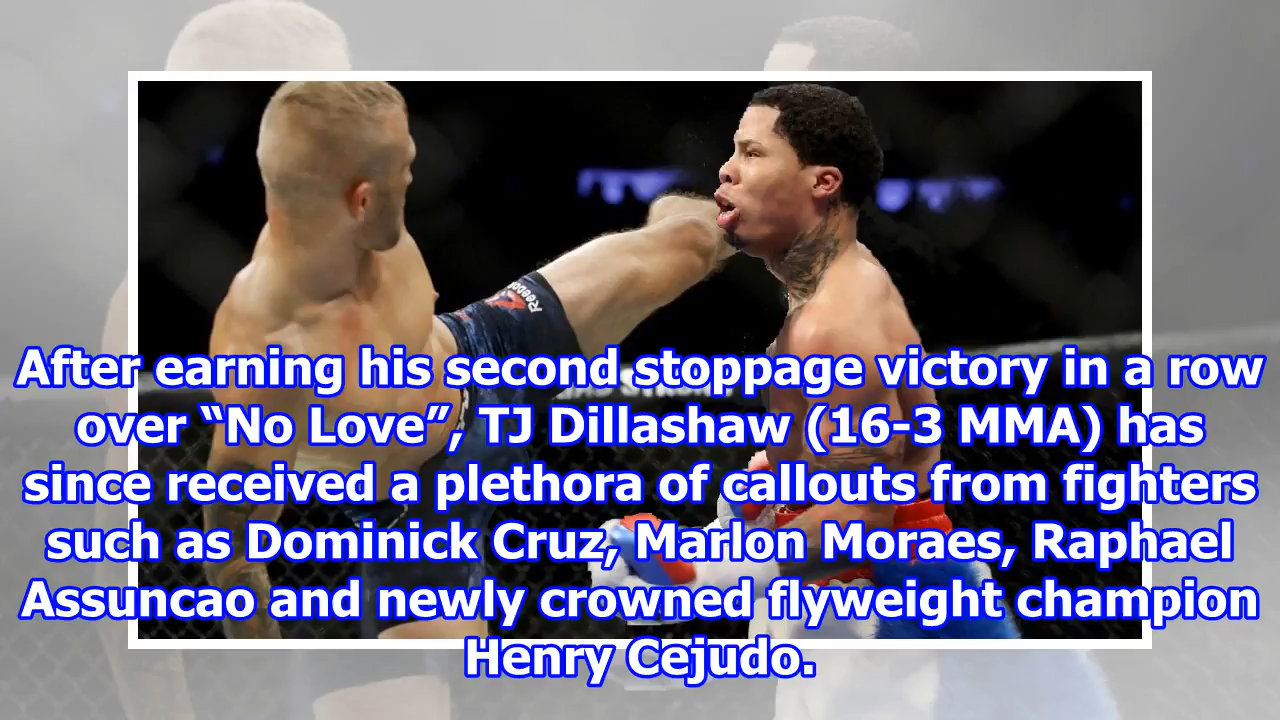 Reebok
After earning his second stoppage victory in a row
over “No Love”, TJ Dillashaw (16-3 MMA) has
since received a plethora of callouts from fighters
such as Dominick Cruz, Marlon Moraes, Raphael
Assuncao and newly crowned flyweight champion
Henry Cejudo.